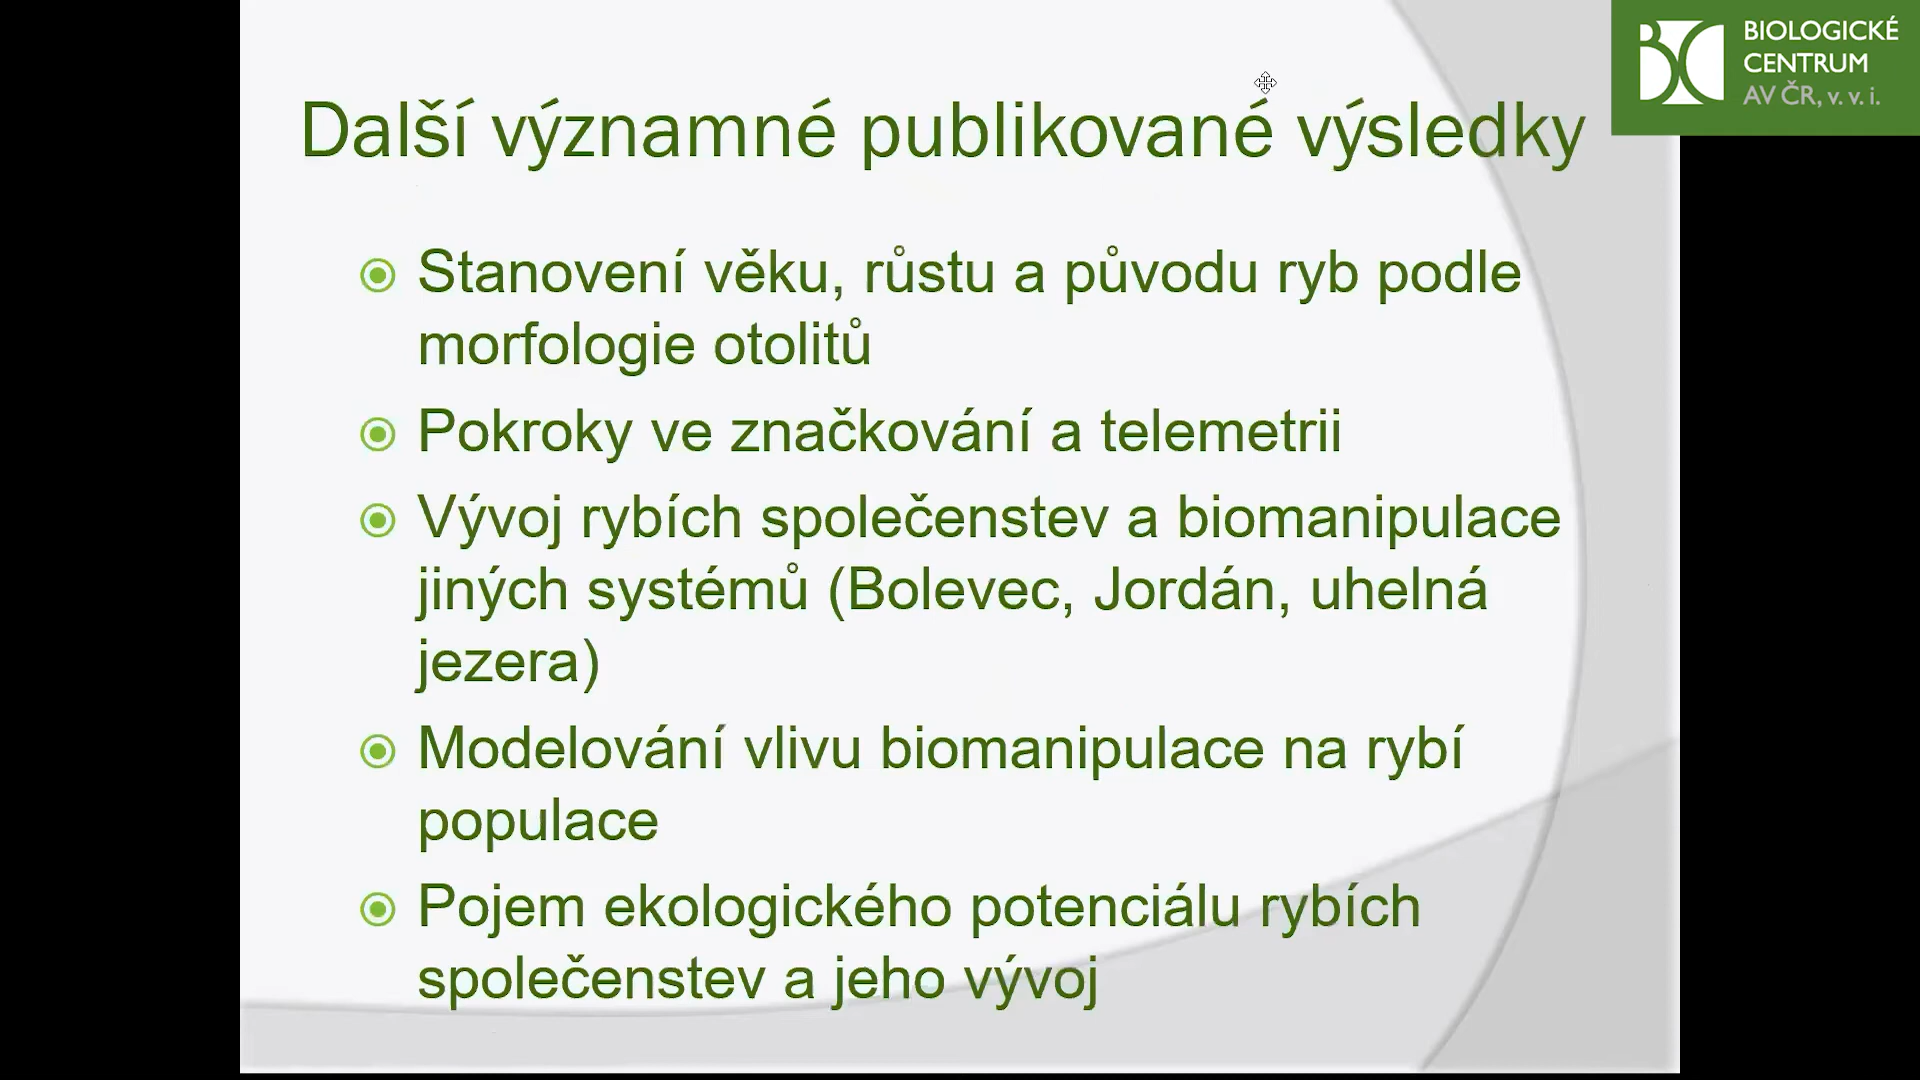 BIOLOGICKÉ
CENTRUM
AV ČR, v. v. i.
Další významné publikované výsledky
Stanovení věku, růstu a původu ryb podle
morfologie otolitů
Pokroky ve značkování a telemetrii
Vývoj rybích společenstev a biomanipulace
jiných systémů (Bolevec, Jordán, uhelná
jezera)
Modelování vlivu biomanipulace na rybí
populace
Pojem ekologického potenciálu rybích
společenstev a jeho vývoj